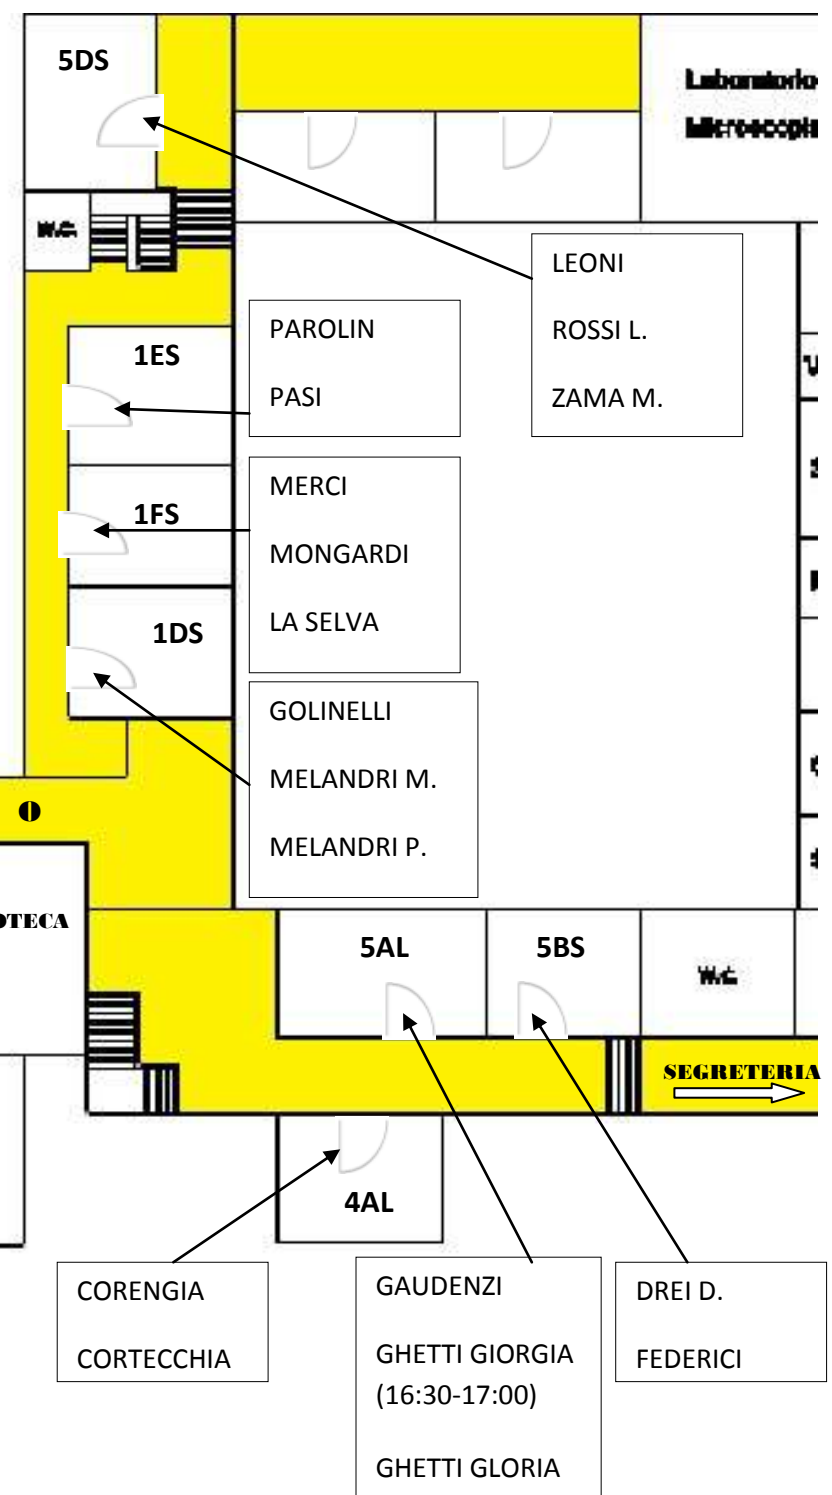 5DS
Laboratorio
Microscopia
W.C.
LEONI
ROSSI L.
ZAMA M.
1ES
PAROLIN
PASI
1FS
MERCI
MONGARDI
LA SELVA
1DS
GOLINELLI
MELANDRI M.
MELANDRI P.
O
OTECA
5AL
5BS
W.C.
SEGRETERIA
4AL
CORENGIA
CORTECCHIA
GAUDENZI
GHETTI GIORGIA
(16:30-17:00)
GHETTI GLORIA
DREI D.
FEDERICI